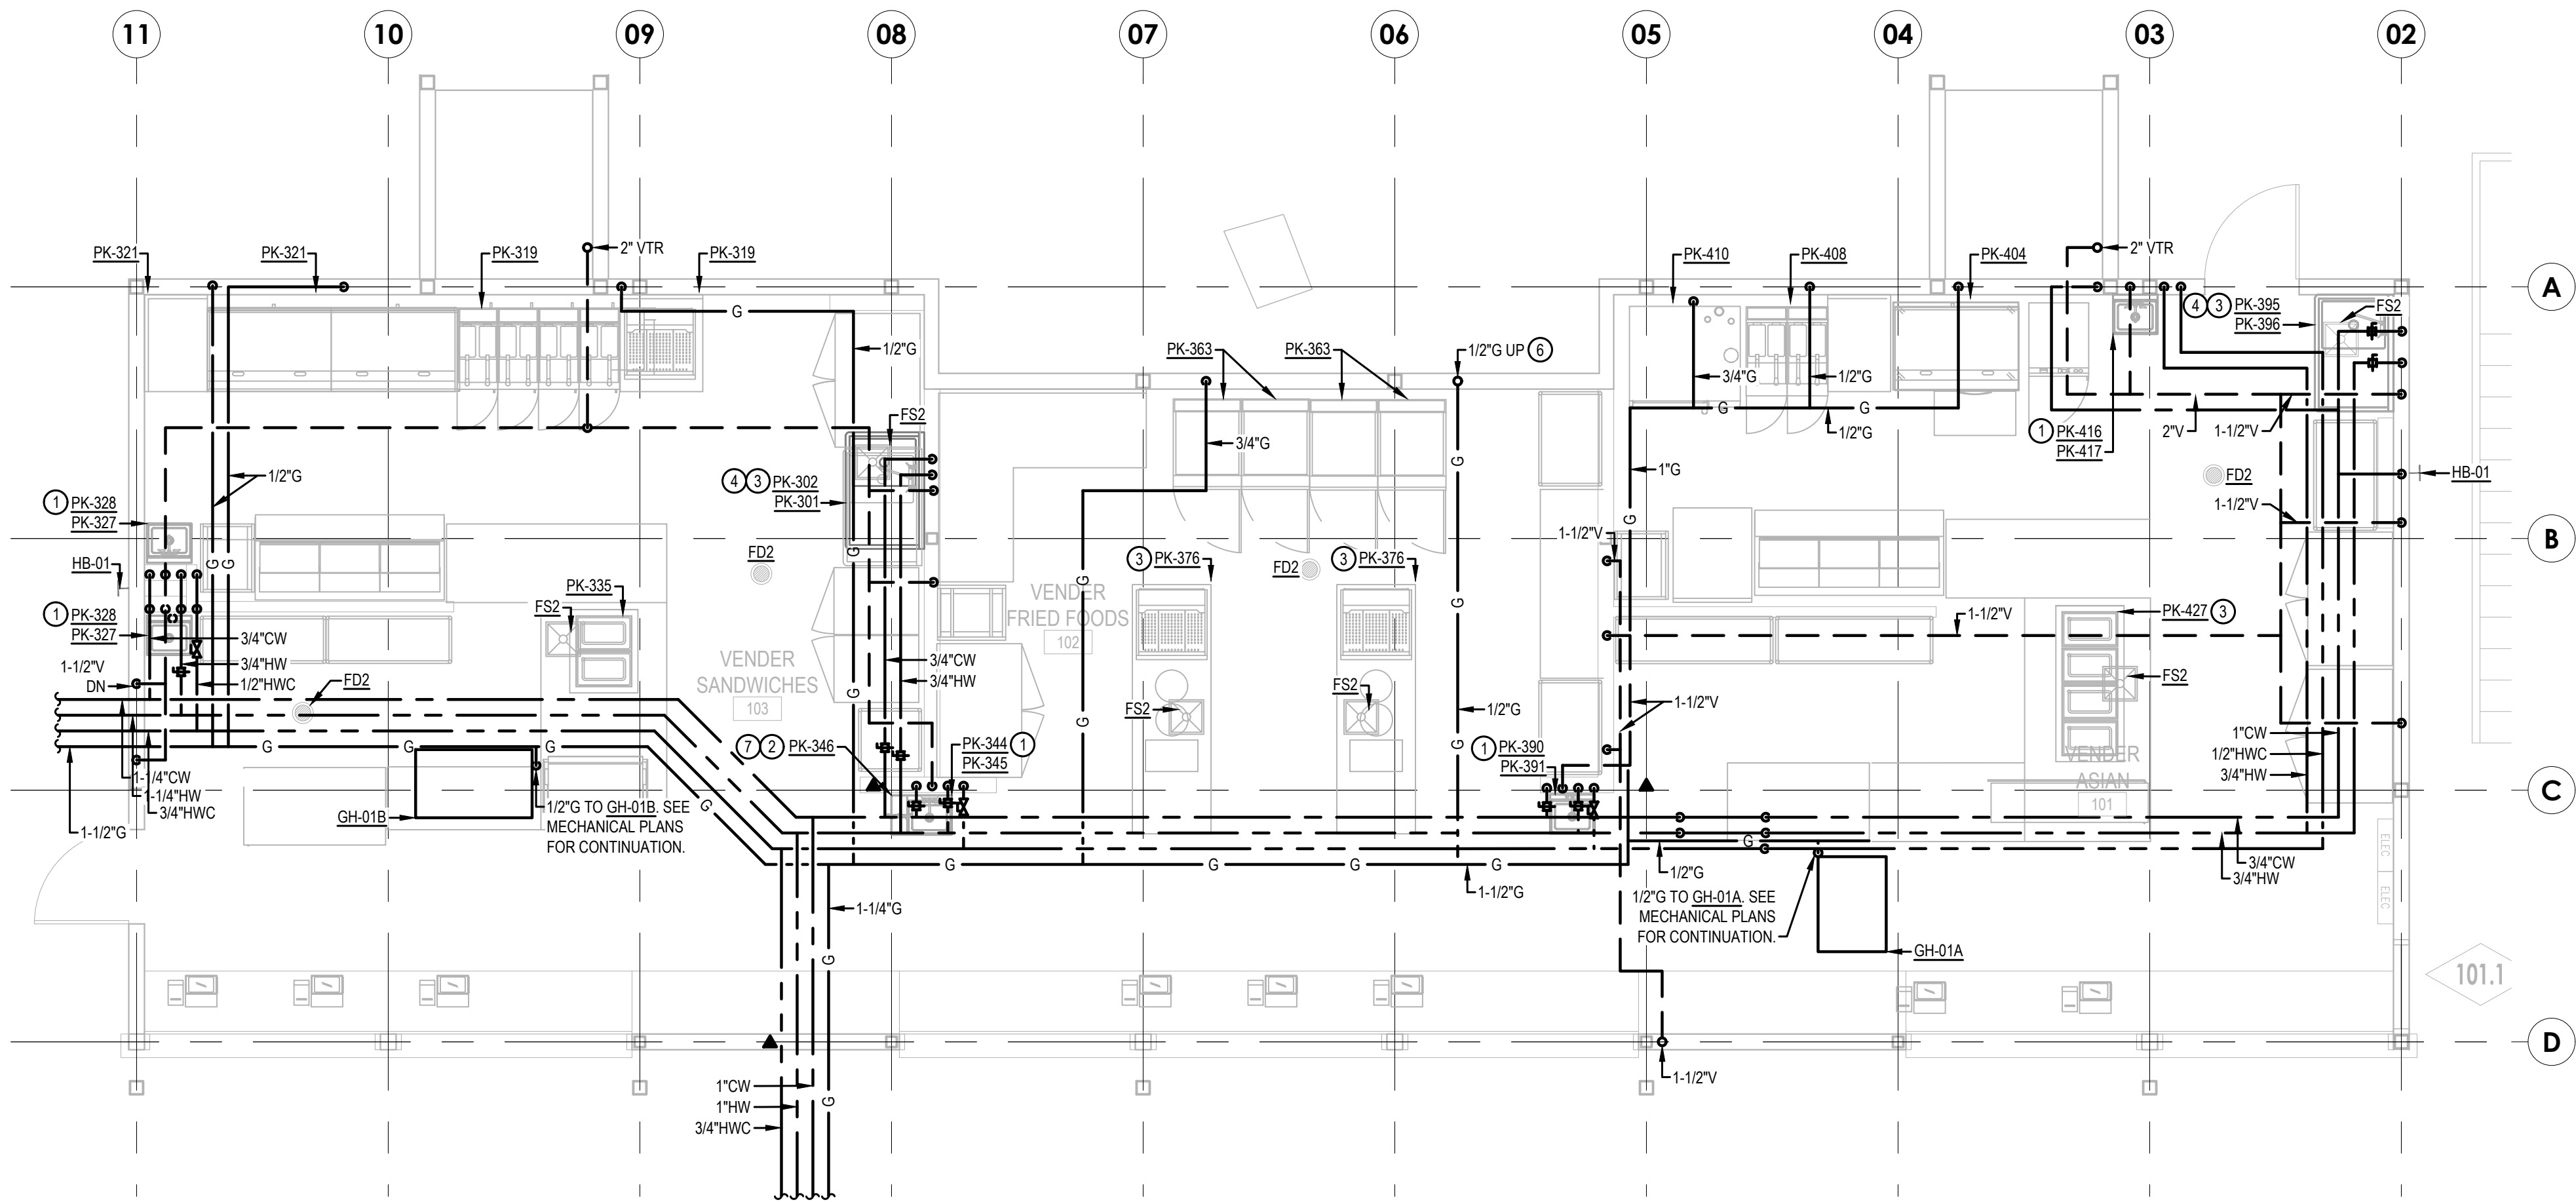 11 10 09 08 07 06 05 04 03 02
2" VTR
2" VTR
PK-321
PK-321
PK-319
PK-319
PK-410
PK-408
PK-404
A
G
4 3 PK-395
PK-396
FS2
1/2"G
PK-363
PK-363
1/2"G UP 6
3/4"G
1/2"G
G
G
FS2
1/2"G
1 PK-416
PK-417
2"V
1-1/2"V
3/4"G
G
1"G
1/2"G
4 3 PK-302
PK-301
FD2
HB-01
1 PK-328
PK-327
1-1/2"V
G
1-1/2"V
B
G
G
G
FD2
3 PK-376
FD2
3 PK-376
HB-01
PK-335
G
VENDER
FRIED FOODS
102
G
FS2
1 PK-328
PK-327
3/4"CW
1-1/2"V
PK-427 3
3/4"HW
1/2"HWC
1-1/2"V
DN
FD2
VENDER
SANDWICHES
103
3/4"CW
3/4"HW
G
FS2
FS2
FS2
1-1/2"V
G
1/2"G
G
G
7 2 PK-346
PK-344 1
PK-345
G
1 PK-390
PK-391
1"CW
1/2"HWC
3/4"HW
VENDER
ASIAN
101
1-1/4"CW
1-1/4"HW
3/4"HWC
1-1/2"G
GH-01B
1/2"G TO GH-01B. SEE
MECHANICAL PLANS
FOR CONTINUATION.
G
C
G
ELEC
ELEC
G
G
G
G
G
1/2"G
1-1/2"G
3/4"CW
3/4"HW
1/2"G TO GH-01A. SEE
MECHANICAL PLANS
FOR CONTINUATION.
GH-01A
1-1/4"G
G
101.1
D
1-1/2"V
1"CW
1"HW
3/4"HWC
G